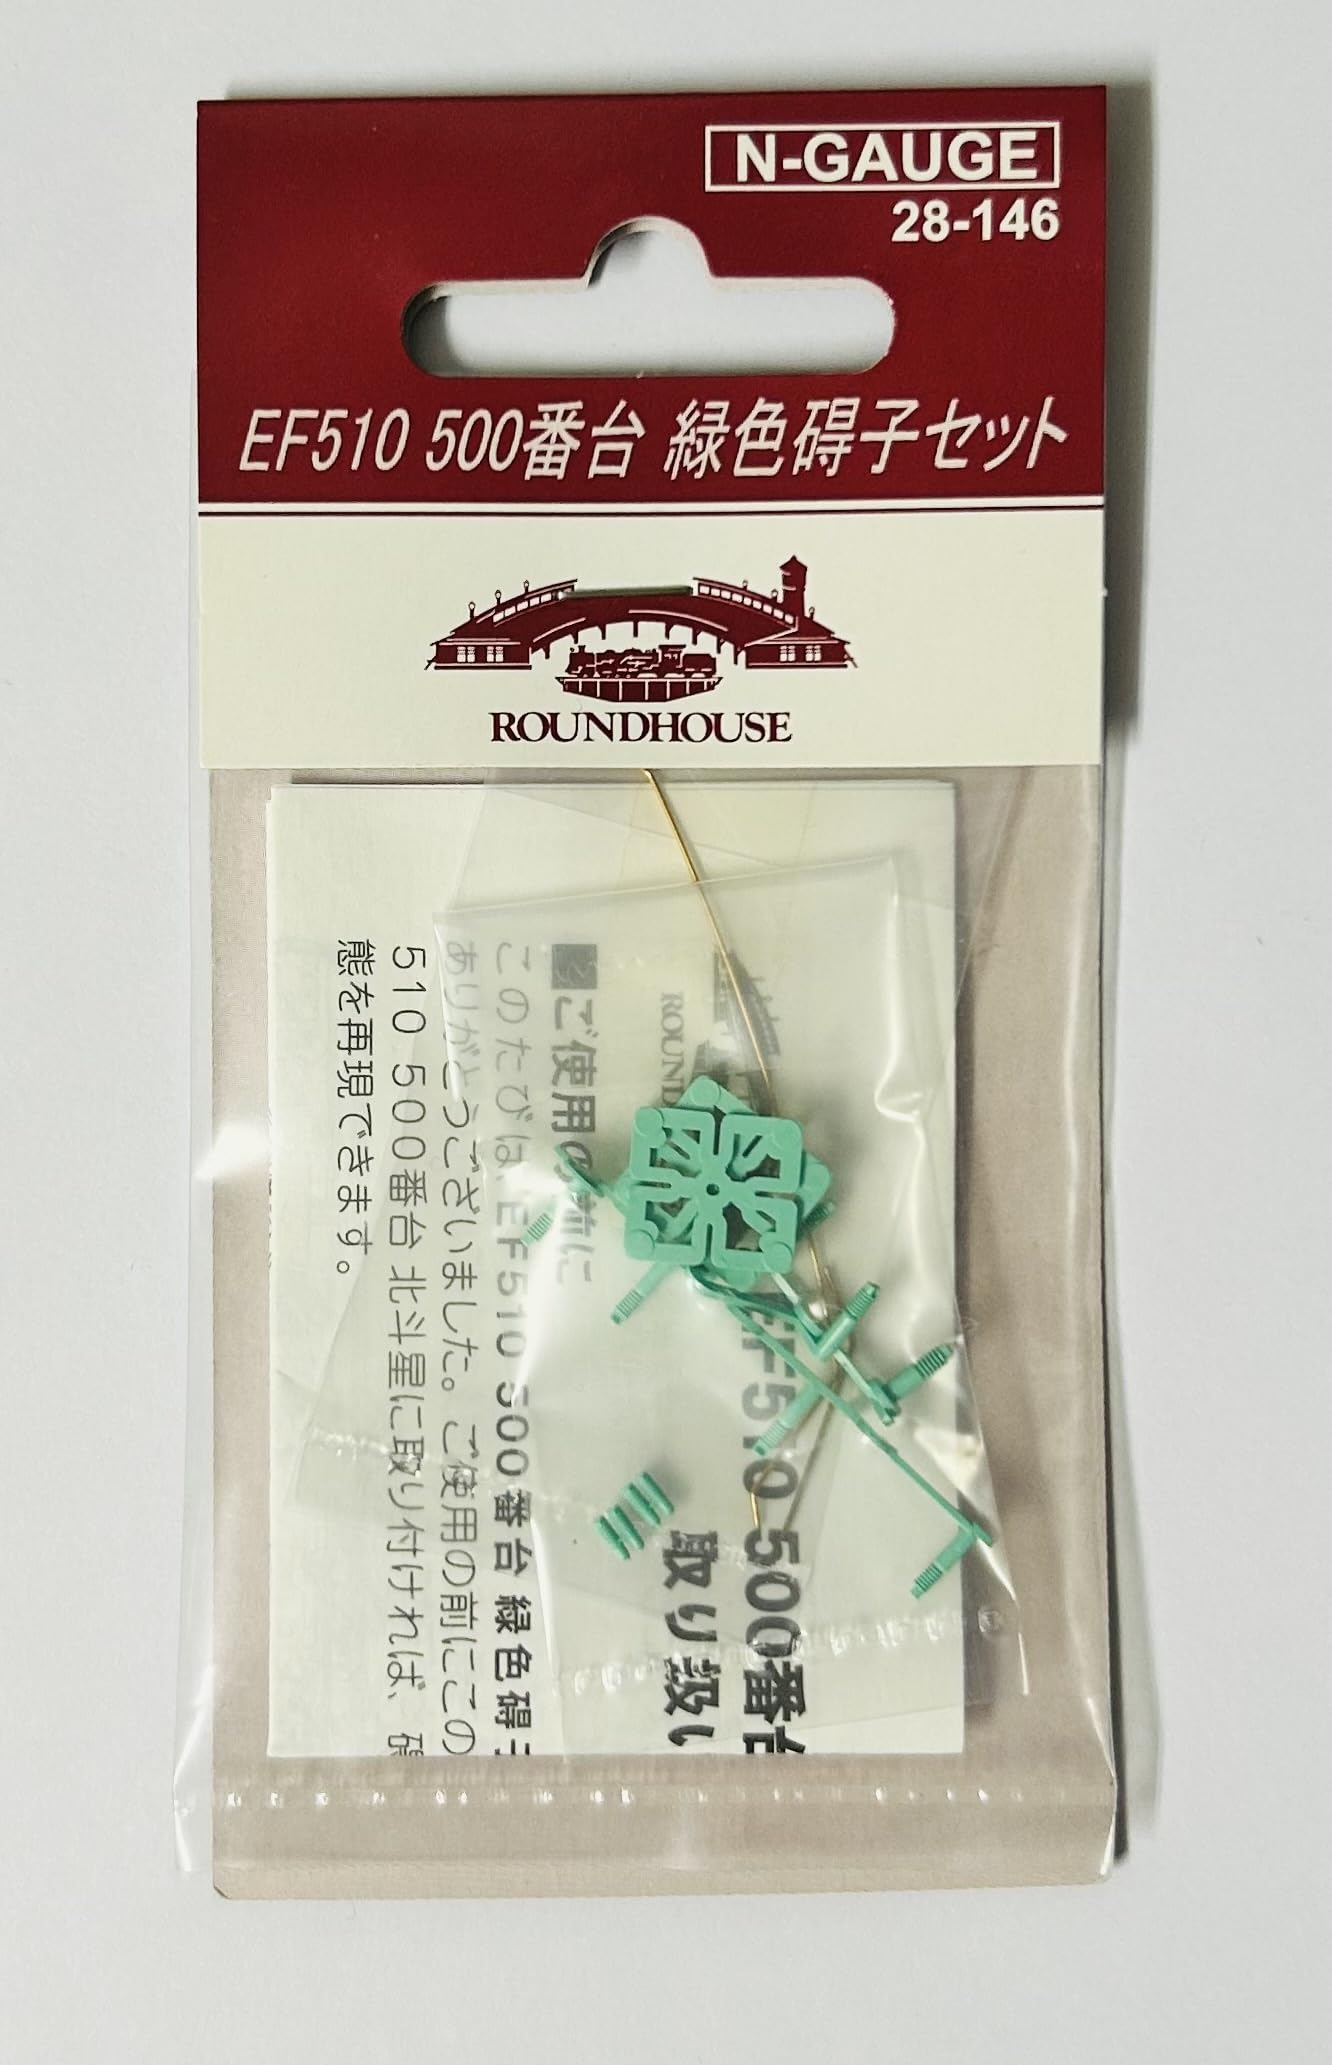 N-GAUGE
28-146
EF510 500番台 緑色碍子セット
ROUNDHOUSE
ROUND
EF510 500番台
取り扱い
■ご使用の前に
このたびは、EF510 500番台 緑色碍子
ありがとうございました。ご使用の前にこの
510 500番台 北斗星に取り付ければ、碍
態を再現できます。